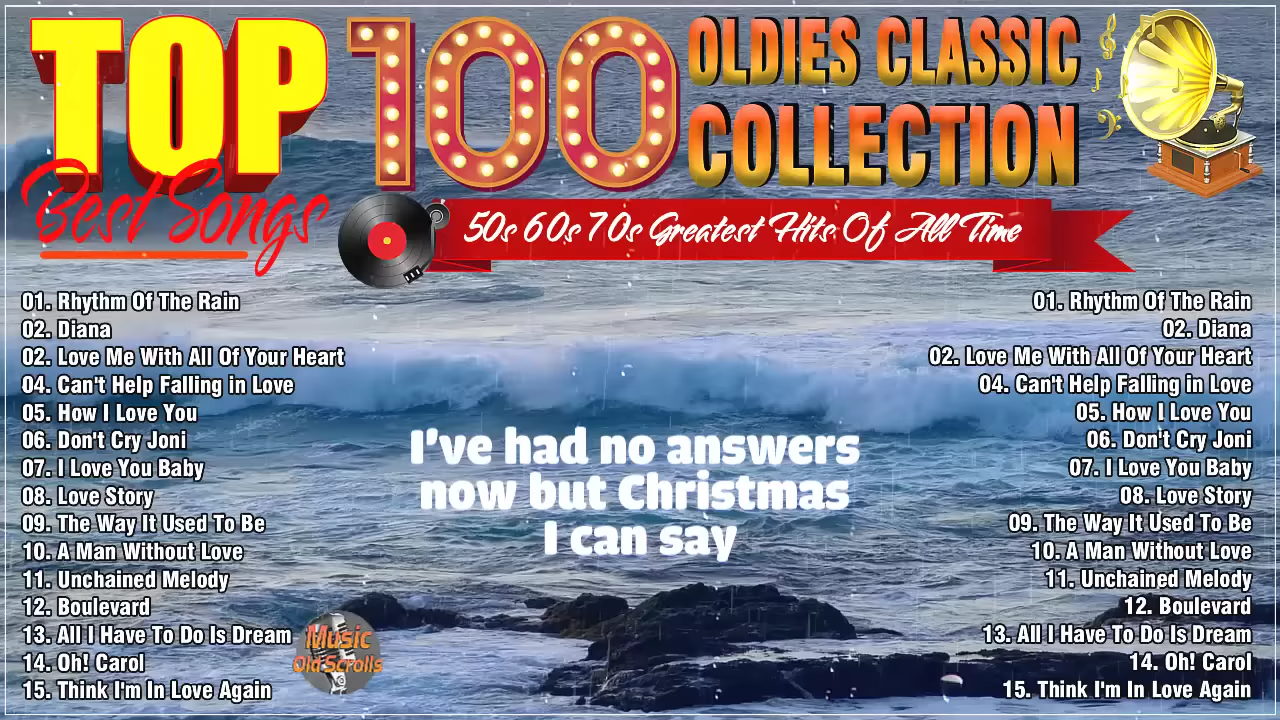 TOP 100 OLDIES CLASSIC
COLLECTION
Best Songs
50s 60s 70s Greatest Hits Of All Time
01. Rhythm Of The Rain
02. Diana
02. Love Me With All Of Your Heart
04. Can't Help Falling in Love
05. How I Love You
06. Don't Cry Joni
07. I Love You Baby
08. Love Story
09. The Way It Used To Be
10. A Man Without Love
11. Unchained Melody
12. Boulevard
13. All I Have To Do Is Dream
14. Oh! Carol
15. Think I'm In Love Again
I've had no answers
now but Christmas
I can say
Music
Old Scrolls
01. Rhythm Of The Rain
02. Diana
02. Love Me With All Of Your Heart
04. Can't Help Falling in Love
05. How I Love You
06. Don't Cry Joni
07. I Love You Baby
08. Love Story
09. The Way It Used To Be
10. A Man Without Love
11. Unchained Melody
12. Boulevard
13. All I Have To Do Is Dream
14. Oh! Carol
15. Think I'm In Love Again